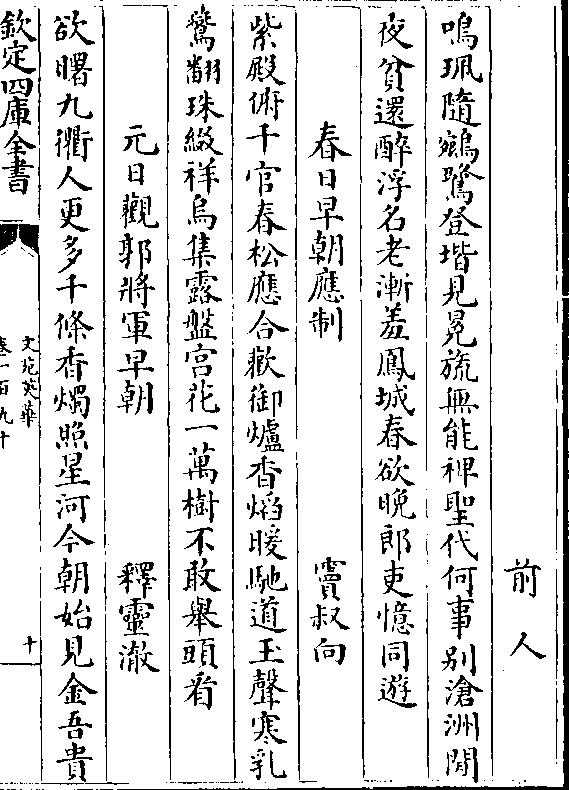 前人
鳴珮隨鵷鷺登堦見冕旒無能禆聖代何事别滄洲閒
夜貧還醉浮名老漸羞鳳城春欲晚郎吏憶同遊
春日早朝應制　竇叔向
紫殿俯千官春松應合歡御爐香焰暖馳道玉聲寒乳
鷰翻珠綴祥烏集露盤宫花一萬樹不敢舉頭看
元日觀郭將軍早朝　釋靈澈
欲曙九衢人更多千條香燭照星河今朝始見金吾貴
欽定四庫全書
文苑英華
卷一百九十
十